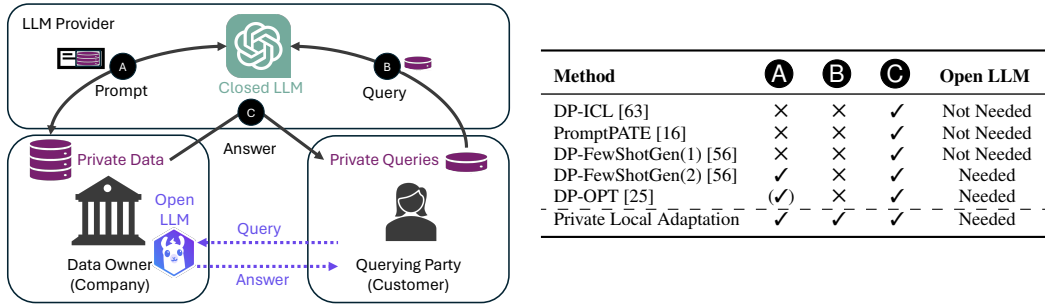 LLM Provider
A
Prompt
Closed LLM
B
Query
C
Answer
Private Data
Private Queries
Open
LLM
Query
Answer
Data Owner
(Company)
Querying Party
(Customer)
Method A B C Open LLM
DP-ICL [63] ✕ ✕ ✓ Not Needed
PromptPATE [16] ✕ ✕ ✓ Not Needed
DP-FewShotGen(1) [56] ✕ ✕ ✓ Not Needed
DP-FewShotGen(2) [56] ✓ ✕ ✓ Needed
DP-OPT [25] (✓) ✕ ✓ Needed
Private Local Adaptation ✓ ✓ ✓ Needed